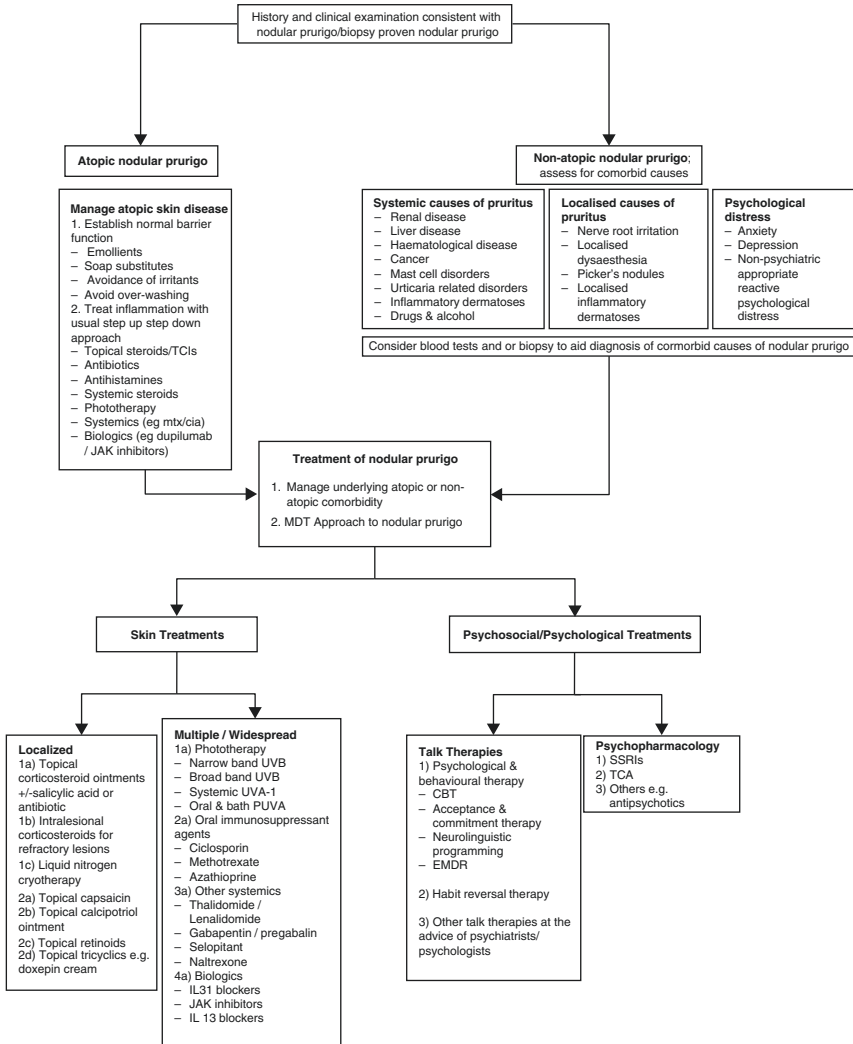 History and clinical examination consistent with
nodular prurigo/biopsy proven nodular prurigo
Atopic nodular prurigo
Non-atopic nodular prurigo;
assess for comorbid causes
Manage atopic skin disease
1. Establish normal barrier
function
– Emollients
– Soap substitutes
– Avoidance of irritants
– Avoid over-washing
2. Treat inflammation with
usual step up step down
approach
– Topical steroids/TCIs
– Antibiotics
– Antihistamines
– Systemic steroids
– Phototherapy
– Systemics (eg mtx/cia)
– Biologics (eg dupilumab
/ JAK inhibitors)
Systemic causes of pruritus
– Renal disease
– Liver disease
– Haematological disease
– Cancer
– Mast cell disorders
– Urticaria related disorders
– Inflammatory dermatoses
– Drugs & alcohol
Localised causes of
pruritus
– Nerve root irritation
– Localised
dysaesthesia
– Picker's nodules
– Localised
inflammatory
dermatoses
Psychological
distress
– Anxiety
– Depression
– Non-psychiatric
appropriate
reactive
psychological
distress
Consider blood tests and or biopsy to aid diagnosis of cormorbid causes of nodular prurigo
Treatment of nodular prurigo
1. Manage underlying atopic or non-
atopic comorbidity
2. MDT Approach to nodular prurigo
Skin Treatments
Psychosocial/Psychological Treatments
Localized
1a) Topical
corticosteroid ointments
+/-salicylic acid or
antibiotic
1b) Intralesional
corticosteroids for
refractory lesions
1c) Liquid nitrogen
cryotherapy
2a) Topical capsaicin
2b) Topical calcipotriol
ointment
2c) Topical retinoids
2d) Topical tricyclics e.g.
doxepin cream
Multiple / Widespread
1a) Phototherapy
– Narrow band UVB
– Broad band UVB
– Systemic UVA-1
– Oral & bath PUVA
2a) Oral immunosuppressant
agents
– Ciclosporin
– Methotrexate
– Azathioprine
3a) Other systemics
– Thalidomide /
Lenalidomide
– Gabapentin / pregabalin
– Selopitant
– Naltrexone
4a) Biologics
– IL31 blockers
– JAK inhibitors
– IL 13 blockers
Talk Therapies
1) Psychological &
behavioural therapy
– CBT
– Acceptance &
commitment therapy
– Neurolinguistic
programming
– EMDR
2) Habit reversal therapy
3) Other talk therapies at the
advice of psychiatrists/
psychologists
Psychopharmacology
1) SSRIs
2) TCA
3) Others e.g.
antipsychotics